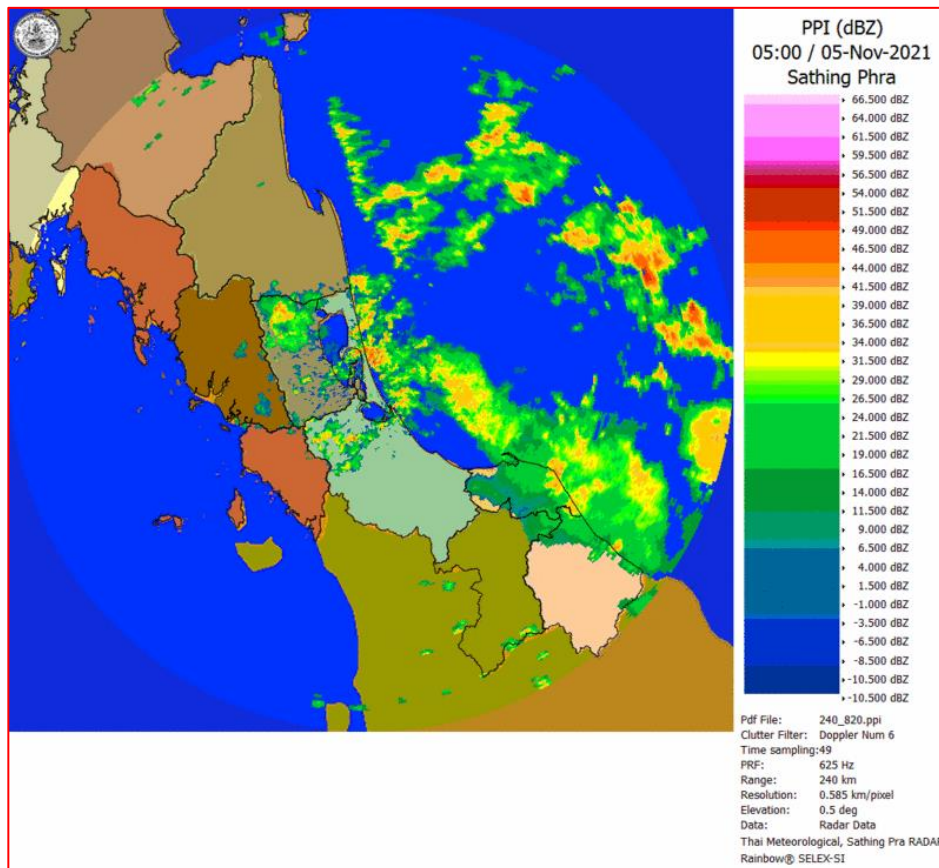 PPI (dBZ)
05:00 / 05-Nov-2021
Sathing Phra
66.500 dBZ
64.000 dBZ
61.500 dBZ
59.500 dBZ
56.500 dBZ
54.000 dBZ
51.500 dBZ
49.000 dBZ
46.500 dBZ
44.000 dBZ
41.500 dBZ
39.000 dBZ
36.500 dBZ
34.000 dBZ
31.500 dBZ
29.000 dBZ
26.500 dBZ
24.000 dBZ
21.500 dBZ
19.000 dBZ
16.500 dBZ
14.000 dBZ
11.500 dBZ
9.000 dBZ
6.500 dBZ
4.000 dBZ
1.500 dBZ
-1.000 dBZ
-3.500 dBZ
-6.500 dBZ
-8.500 dBZ
-10.500 dBZ
-10.500 dBZ
Pdf File: 240_820.ppi
Clutter Filter: Doppler Num 6
Time sampling:49
PRF: 625 Hz
Range: 240 km
Resolution: 0.585 km/pixel
Elevation: 0.5 deg
Data: Radar Data
Thai Meteorological, Sathing Pra RADAR
Rainbow® SELEX-SI